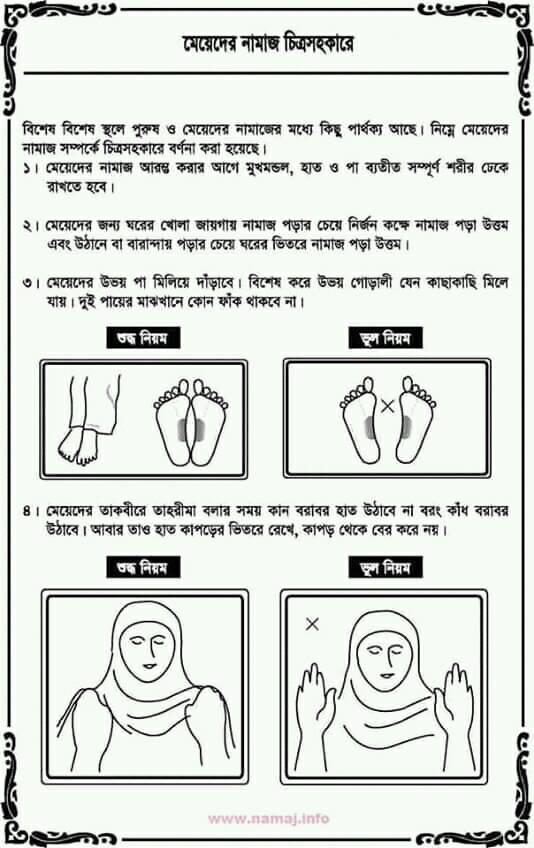 মেয়েদের নামাজ চিত্রসহকারে
বিশেষ বিশেষ স্থলে পুরুষ ও মেয়েদের নামাজের মধ্যে কিছু পার্থক্য আছে। নিম্নে মেয়েদের
নামাজ সম্পর্কে চিত্রসহকারে বর্ণনা করা হয়েছে।
১। মেয়েদের নামাজ আরম্ভ করার আগে মুখমন্ডল, হাত ও পা ব্যতীত সম্পূর্ণ শরীর ঢেকে
রাখতে হবে।
২। মেয়েদের জন্য ঘরের খোলা জায়গায় নামাজ পড়ার চেয়ে নির্জন কক্ষে নামাজ পড়া উত্তম
এবং উঠানে বা বারান্দায় পড়ার চেয়ে ঘরের ভিতরে নামাজ পড়া উত্তম।
৩। মেয়েদের উভয় পা মিলিয়ে দাঁড়াবে। বিশেষ করে উভয় গোড়ালী যেন কাছাকাছি মিলে
যায়। দুই পায়ের মাঝখানে কোন ফাঁক থাকবে না।
শুদ্ধ নিয়ম
ভুল নিয়ম
৪। মেয়েদের তাকবীরে তাহরীমা বলার সময় কান বরাবর হাত উঠাবে না বরং কাঁধ বরাবর
উঠাবে। আবার তাও হাত কাপড়ের ভিতরে রেখে, কাপড় থেকে বের করে নয়।
শুদ্ধ নিয়ম
ভুল নিয়ম
www.namaj.info